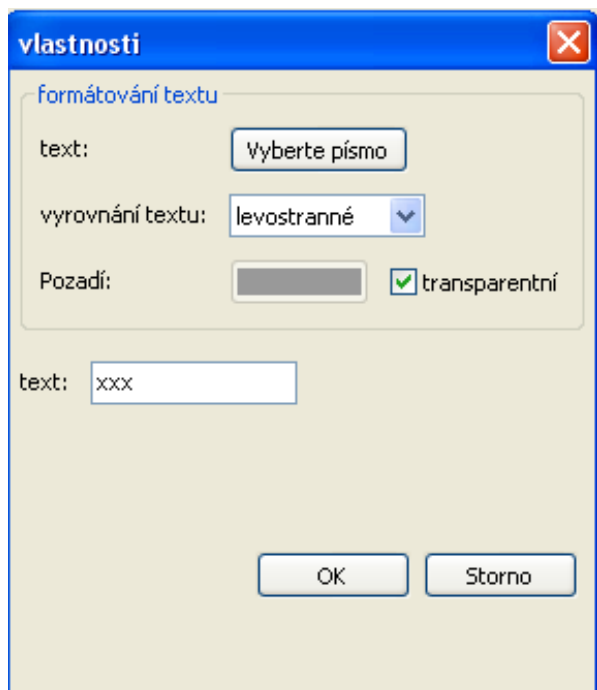 vlastnosti
formátování textu
text: Vyberte písmo
vyrovnání textu: levostranné
Pozadí: transparentní
text: xxx
OK Storno